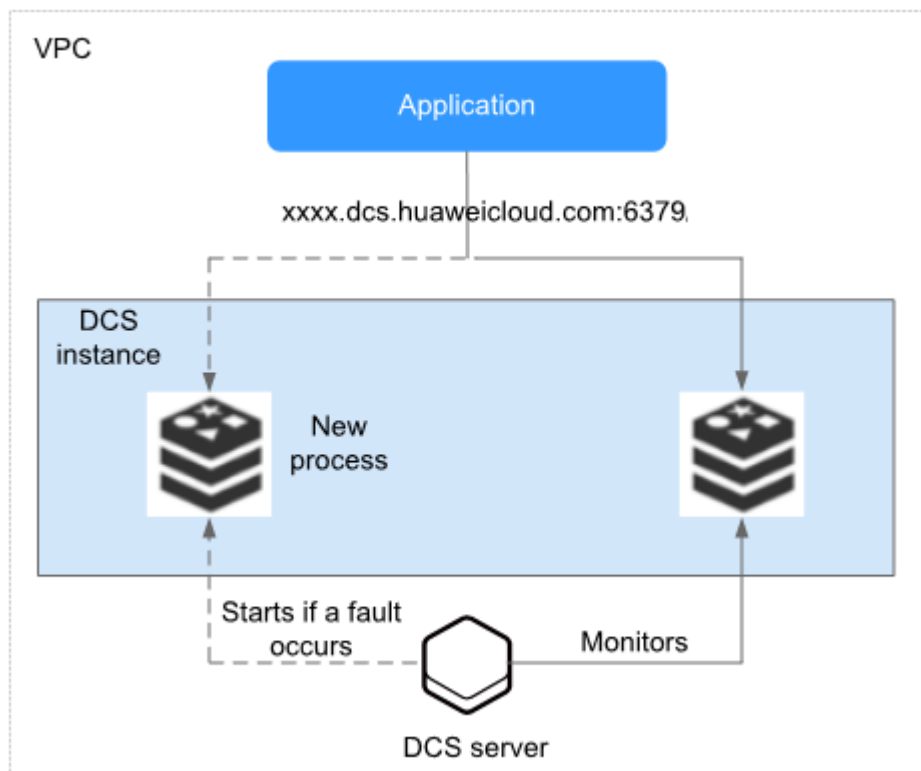 VPC
Application
xxxx.dcs.huaweicloud.com:6379
DCS
instance
New
process
Starts if a fault
occurs
Monitors
DCS server